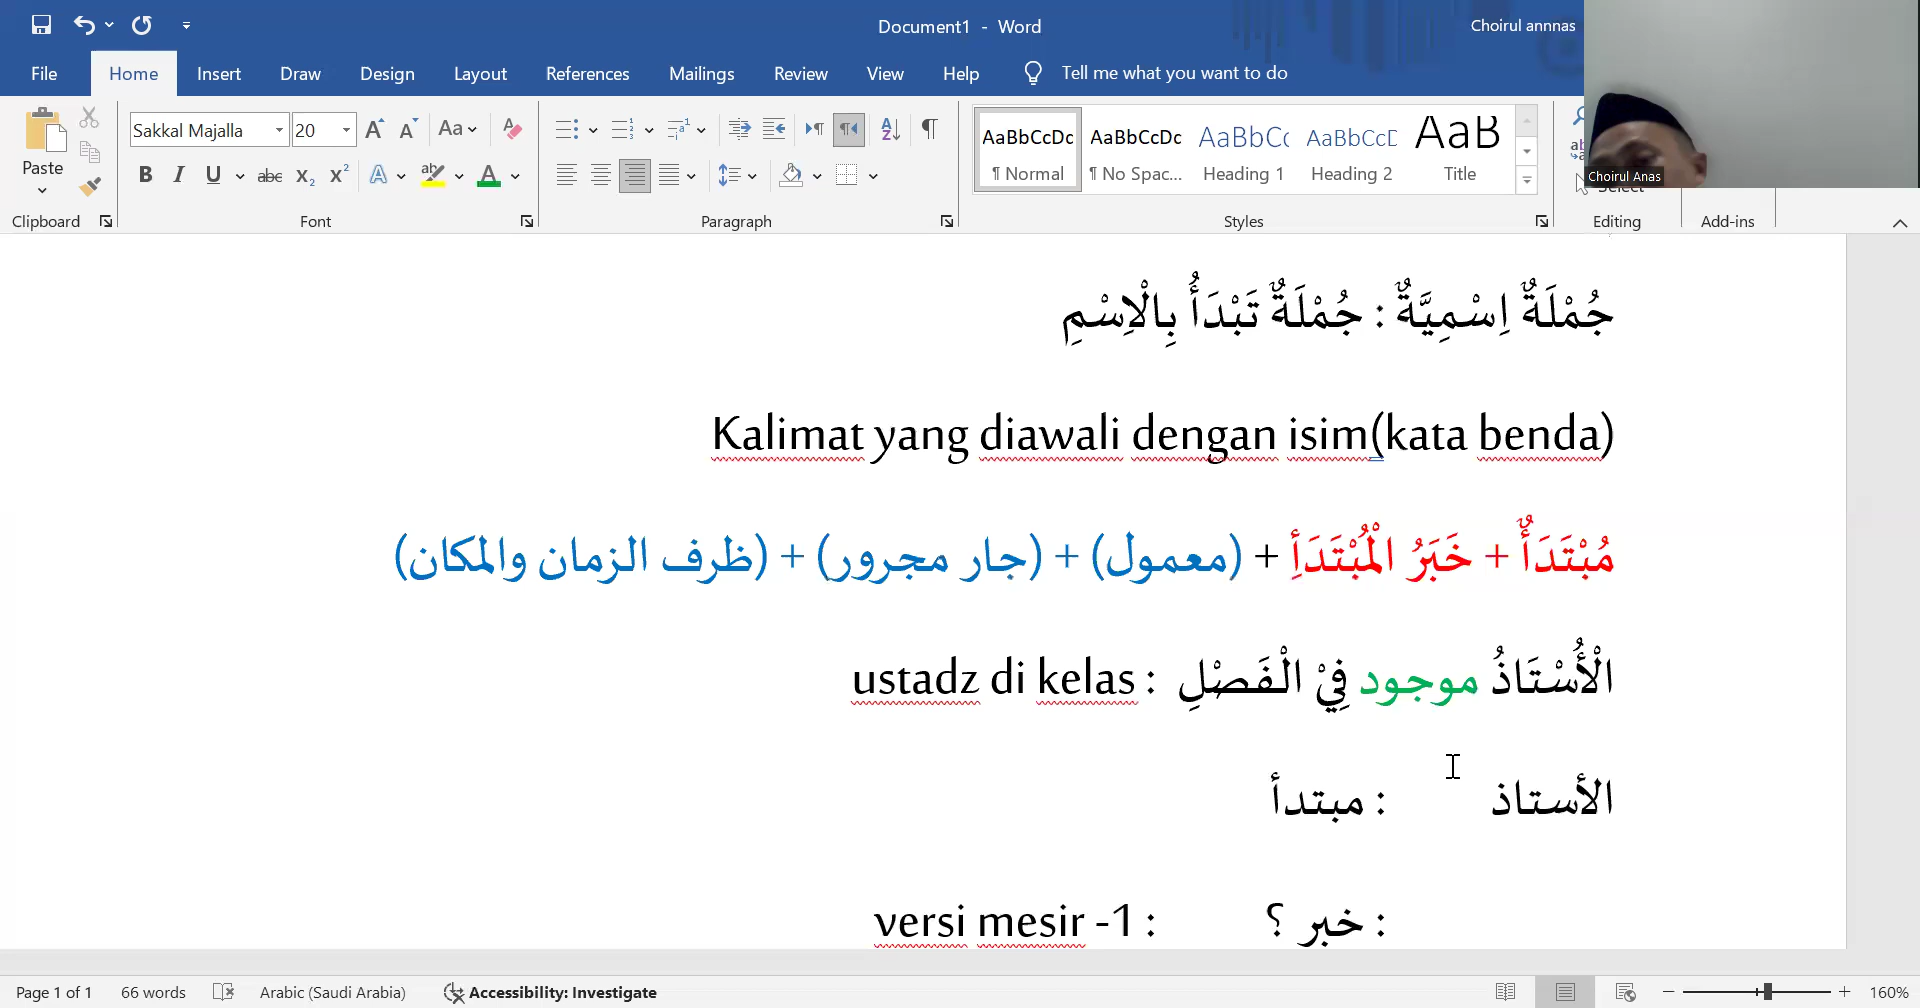 Document1 - Word
Choirul annnas
File Home Insert Draw Design Layout References Mailings Review View Help Tell me what you want to do
Sakkal Majalla 20
AaBbCcDc AaBbCcDc AaBbCc AaBbCcD AaB
Paste
¶ Normal ¶ No Spac... Heading 1 Heading 2 Title
Choirul Anas
Select
Clipboard Font Paragraph Styles Editing Add-ins
جُمْلَةٌ اِسْمِيَّةٌ : جُمْلَةٌ تَبْدَأُ بِالْاِسْمِ
Kalimat yang diawali dengan isim(kata benda)
مُبْتَدَأٌ + خَبَرُ الْمُبْتَدَأِ + (معمول) + (جار مجرور) + (ظرف الزمان والمكان)
الْأُسْتَاذُ موجود فِيْ الْفَصْلِ : ustadz di kelas
الأستاذ : مبتدأ
: خبر ؟ : versi mesir -1
Page 1 of 1 66 words Arabic (Saudi Arabia) Accessibility: Investigate 160%